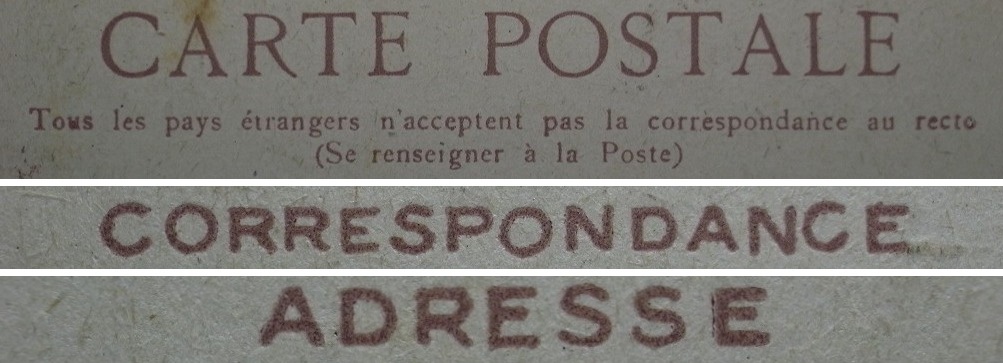 CARTE POSTALE
Tous les pays étrangers n'acceptent pas la correspondance au recto
(Se renseigner à la Poste)
CORRESPONDANCE
ADRESSE